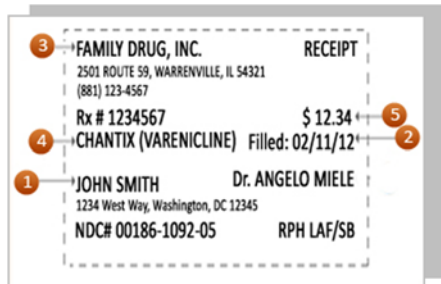 3 FAMILY DRUG, INC. RECEIPT
2501 ROUTE 59, WARRENVILLE, IL 54321
(881) 123-4567
Rx # 1234567 $ 12.34 5
4 CHANTIX (VARENICLINE) Filled: 02/11/12 2
1 JOHN SMITH Dr. ANGELO MIELE
1234 West Way, Washington, DC 12345
NDC# 00186-1092-05 RPH LAF/SB